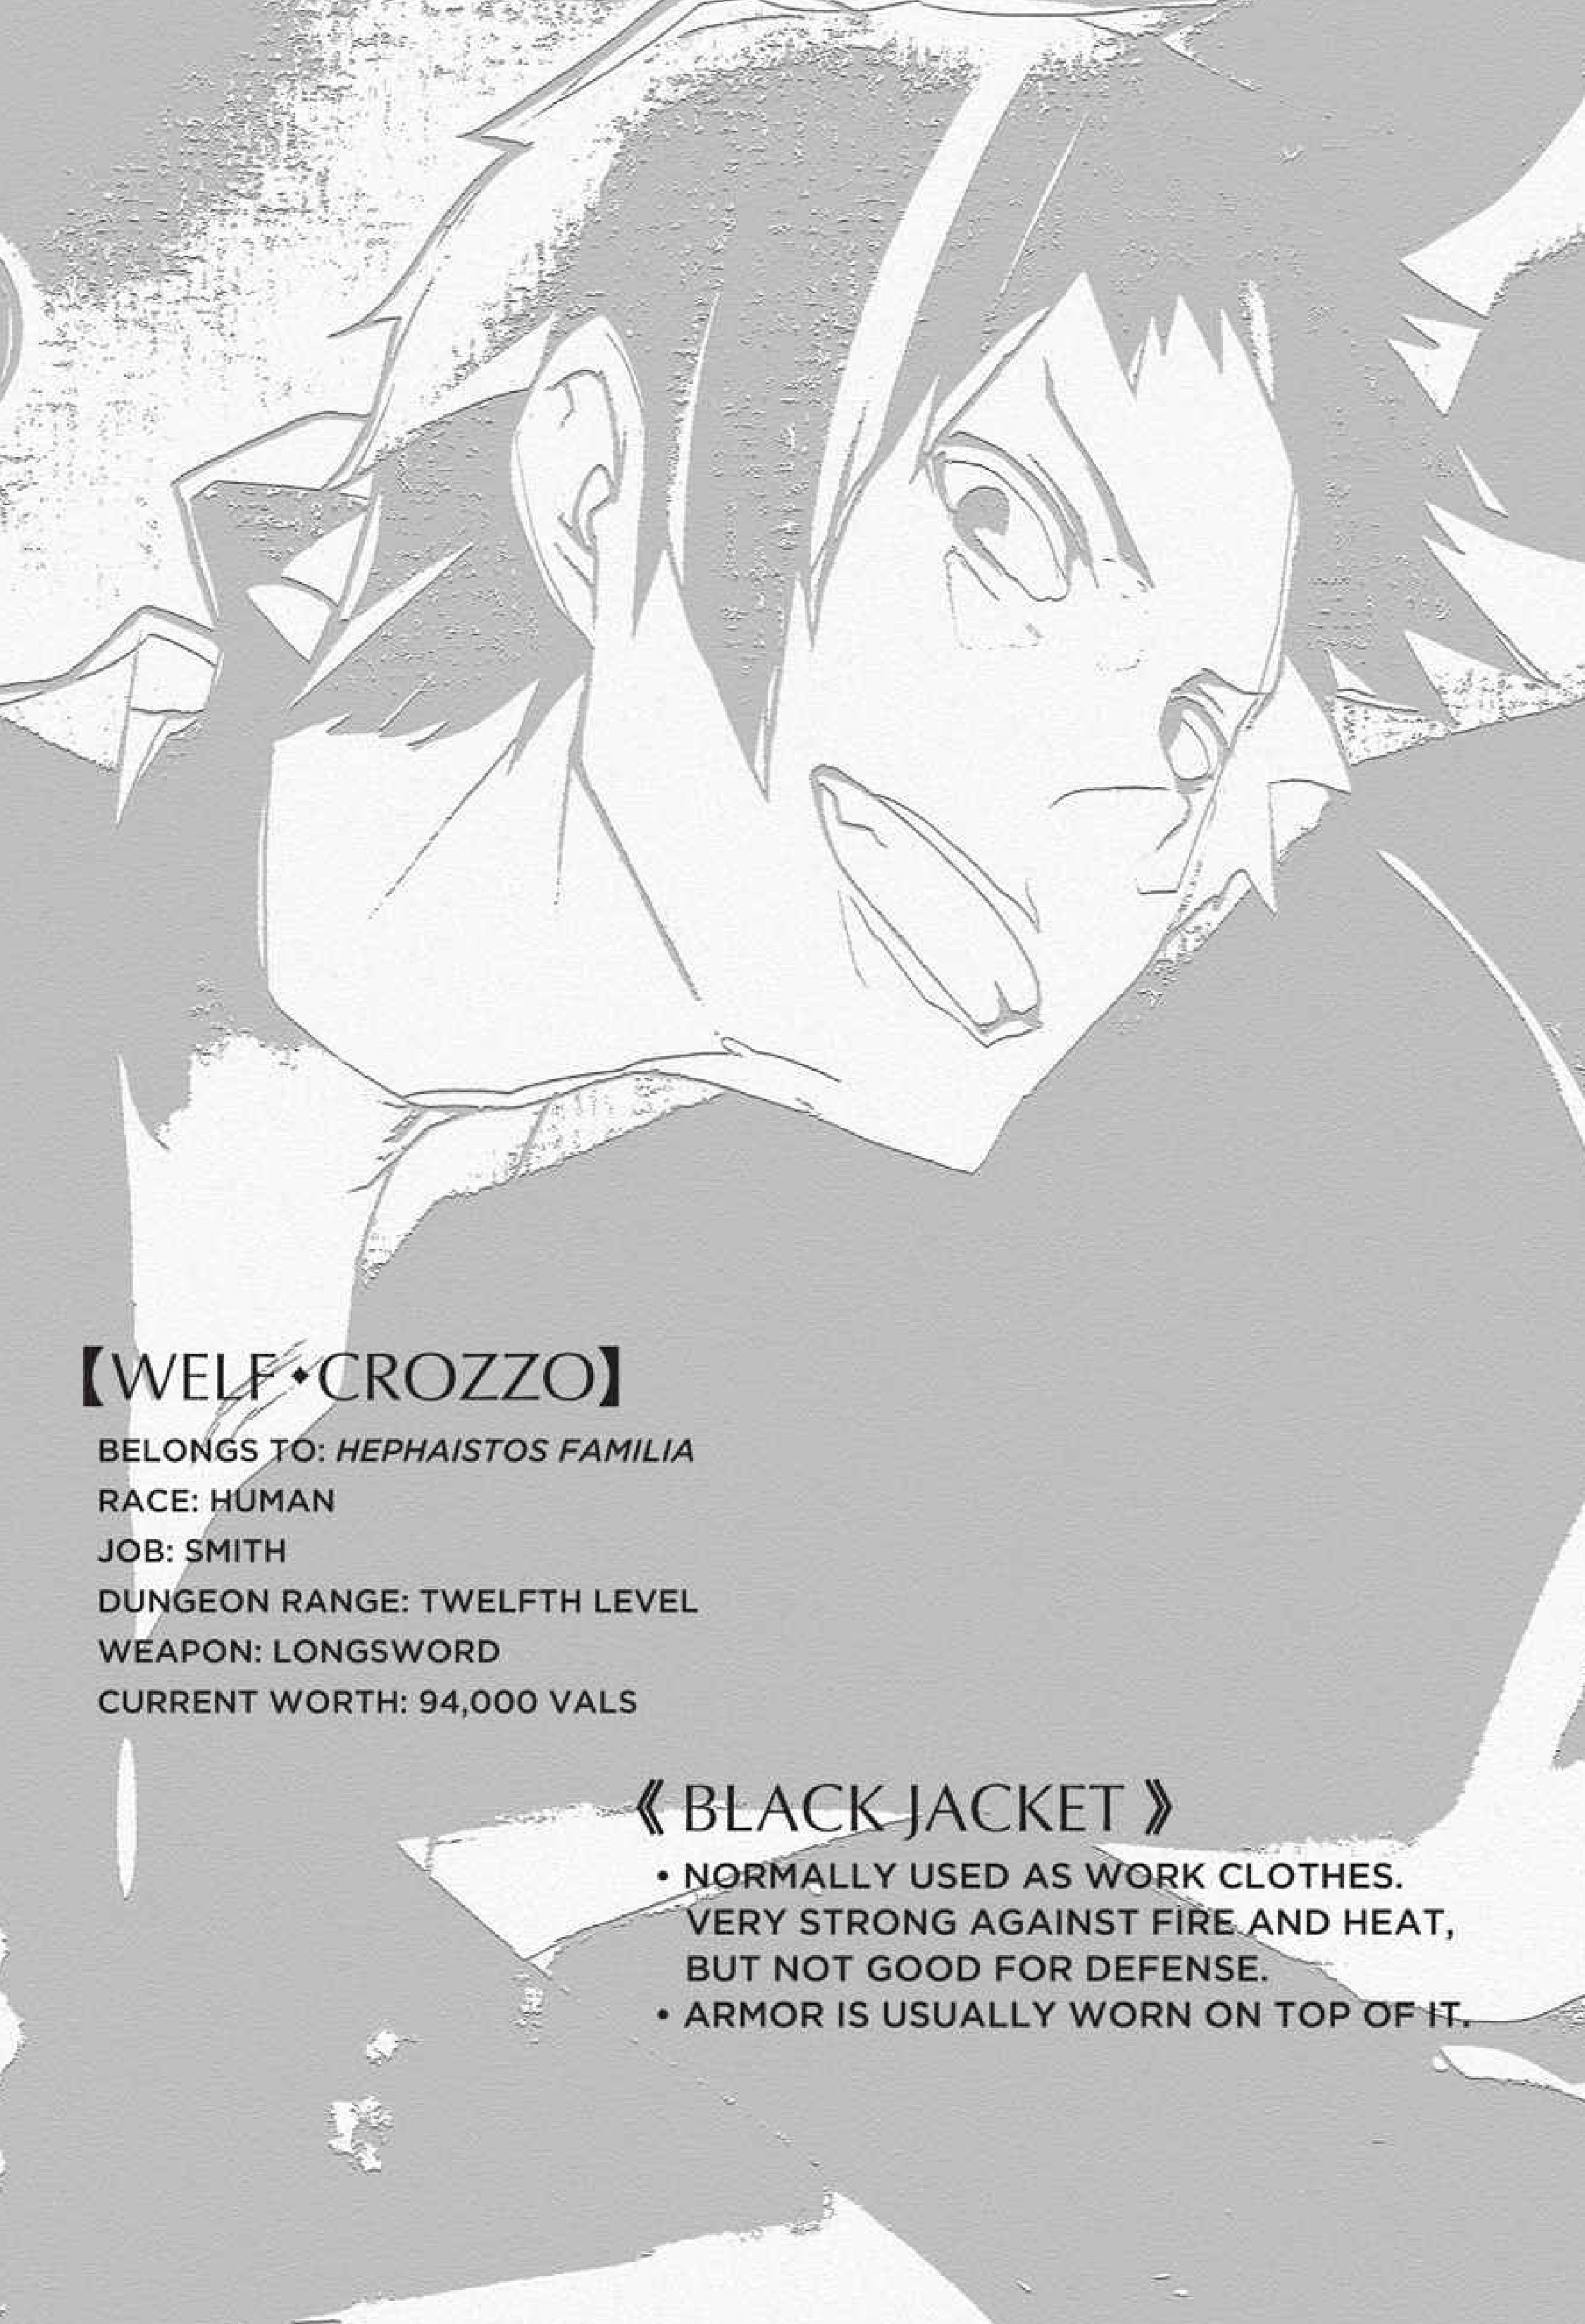 【WELF◆CROZZO】
BELONGS TO: HEPHAISTOS FAMILIA
RACE: HUMAN
JOB: SMITH
DUNGEON RANGE: TWELFTH LEVEL
WEAPON: LONGSWORD
CURRENT WORTH: 94,000 VALS
《 BLACK JACKET 》
• NORMALLY USED AS WORK CLOTHES.
VERY STRONG AGAINST FIRE AND HEAT,
BUT NOT GOOD FOR DEFENSE.
• ARMOR IS USUALLY WORN ON TOP OF IT.